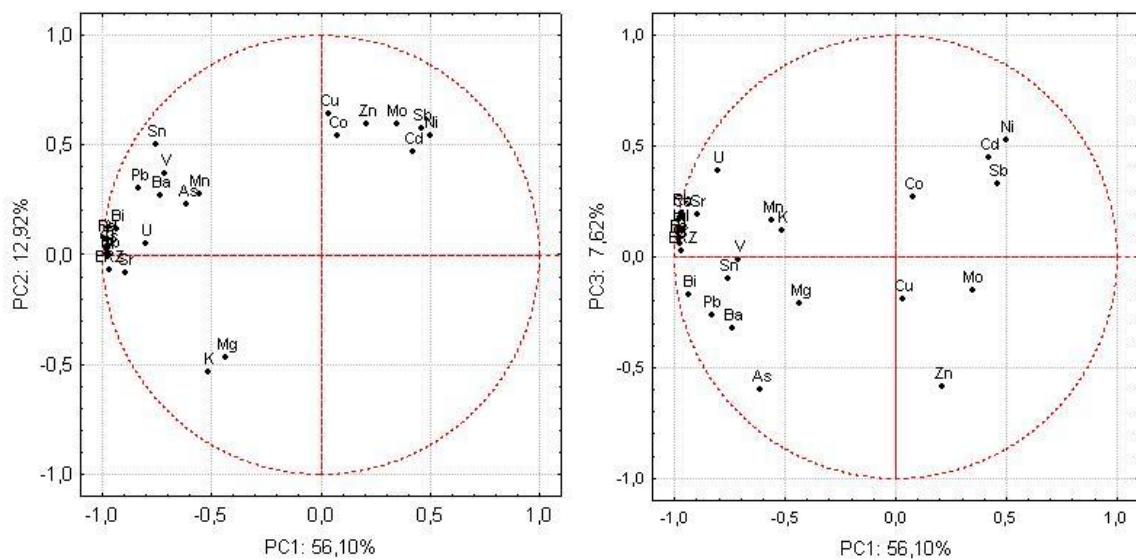 1,0
Cu
Zn
Mo
Sb
Ni
Co
Cd
0,5
Sn
V
Pb
Ba
As
Mn
Bi
U
0,0
Sr
K
Mg
-0,5
-1,0
PC2: 12,92%
-1,0
-0,5
0,0
0,5
1,0
PC1: 56,10%
1,0
Ni
0,5
Cd
U
Sb
Co
Sr
Mn
K
V
0,0
Sn
Bi
Mg
Mo
Cu
Pb
Ba
-0,5
As
Zn
-1,0
PC3: 7,62%
-1,0
-0,5
0,0
0,5
1,0
PC1: 56,10%